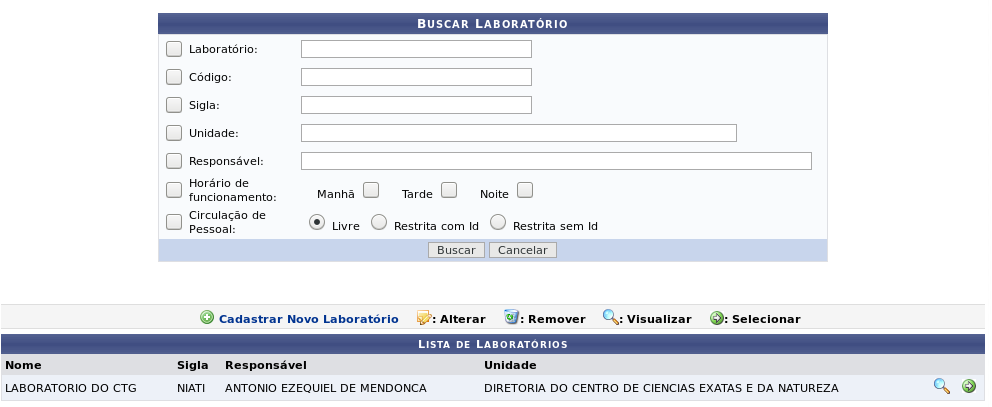 BUSCAR LABORATÓRIO
Laboratório:
Código:
Sigla:
Unidade:
Responsável:
Horário de
funcionamento:
Manhã Tarde Noite
Circulação de
Pessoal:
Livre Restrita com Id Restrita sem Id
Buscar Cancelar
Cadastrar Novo Laboratório : Alterar : Remover : Visualizar : Selecionar
LISTA DE LABORATÓRIOS
Nome Sigla Responsável Unidade
LABORATORIO DO CTG NIATI ANTONIO EZEQUIEL DE MENDONCA DIRETORIA DO CENTRO DE CIENCIAS EXATAS E DA NATUREZA